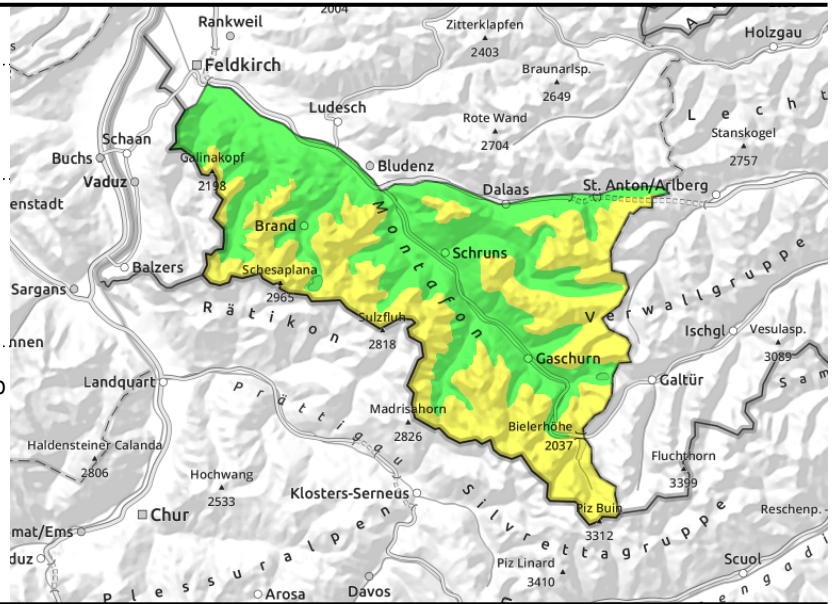 2004
Rankweil
Zitterklapfen
2403
Holzgau
Feldkirch
Braunarlsp.
2649
Ludesch
Rote Wand
2704
L e c h t
Stanskogel
2757
Schaan
Buchs
Galinakopf
2198
Vaduz
Bludenz
Dalaas
St. Anton/Arlberg
enstadt
Brand
Montafon
Schruns
Balzers
Schesaplana
2965
Sargans
Rätikon
Sulzfluh
2818
Verwallgruppe
Ischgl
Vesulasp.
3089
nnen
Gaschurn
Landquart
Galtür
Sam
Prättigau
Madrisahorn
2826
Bielerhöhe
2037
Haldensteiner Calanda
2806
Fluchthorn
3399
Hochwang
2533
Klosters-Serneus
Silvrettagruppe
Piz Buin
3312
Reschenp.
Chur
mat/Ems
duz
Plessuralpen
Piz Linard
3410
Scuol
engadi
Arosa
Davos